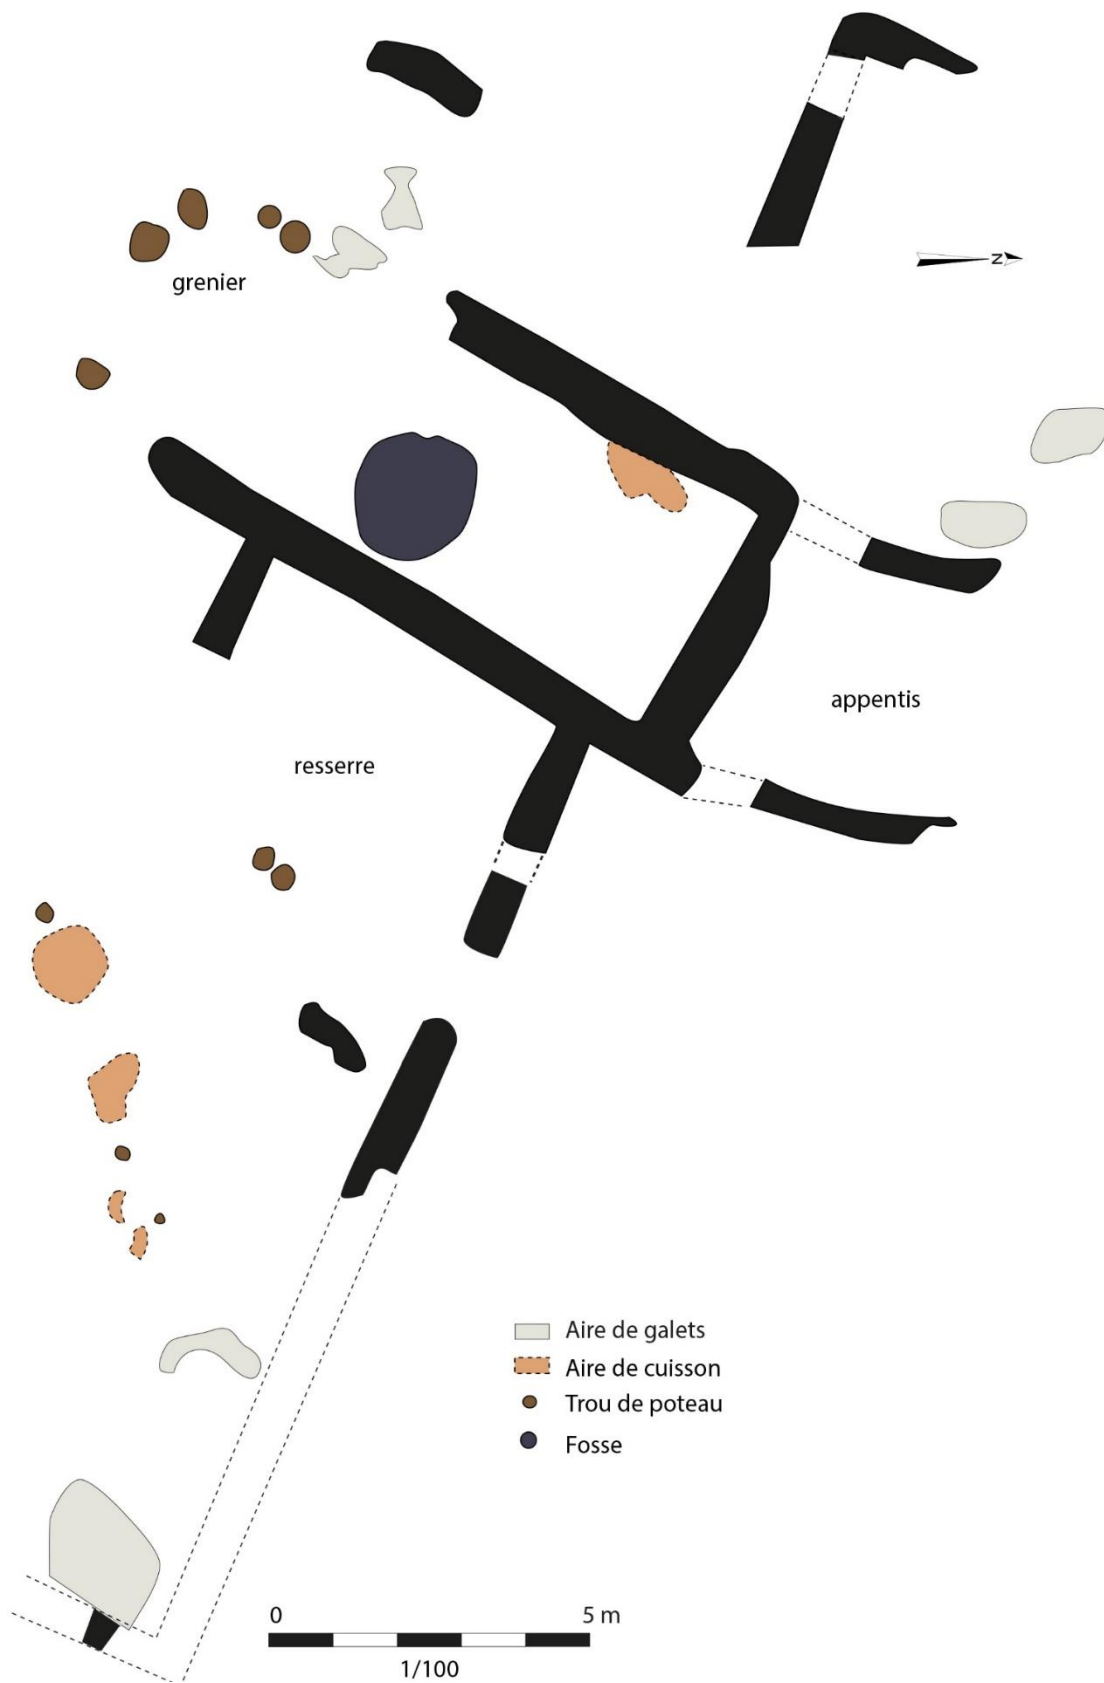 grenier
N
appentis
resserre
Aire de galets
Aire de cuisson
Trou de poteau
Fosse
0 5 m
1/100